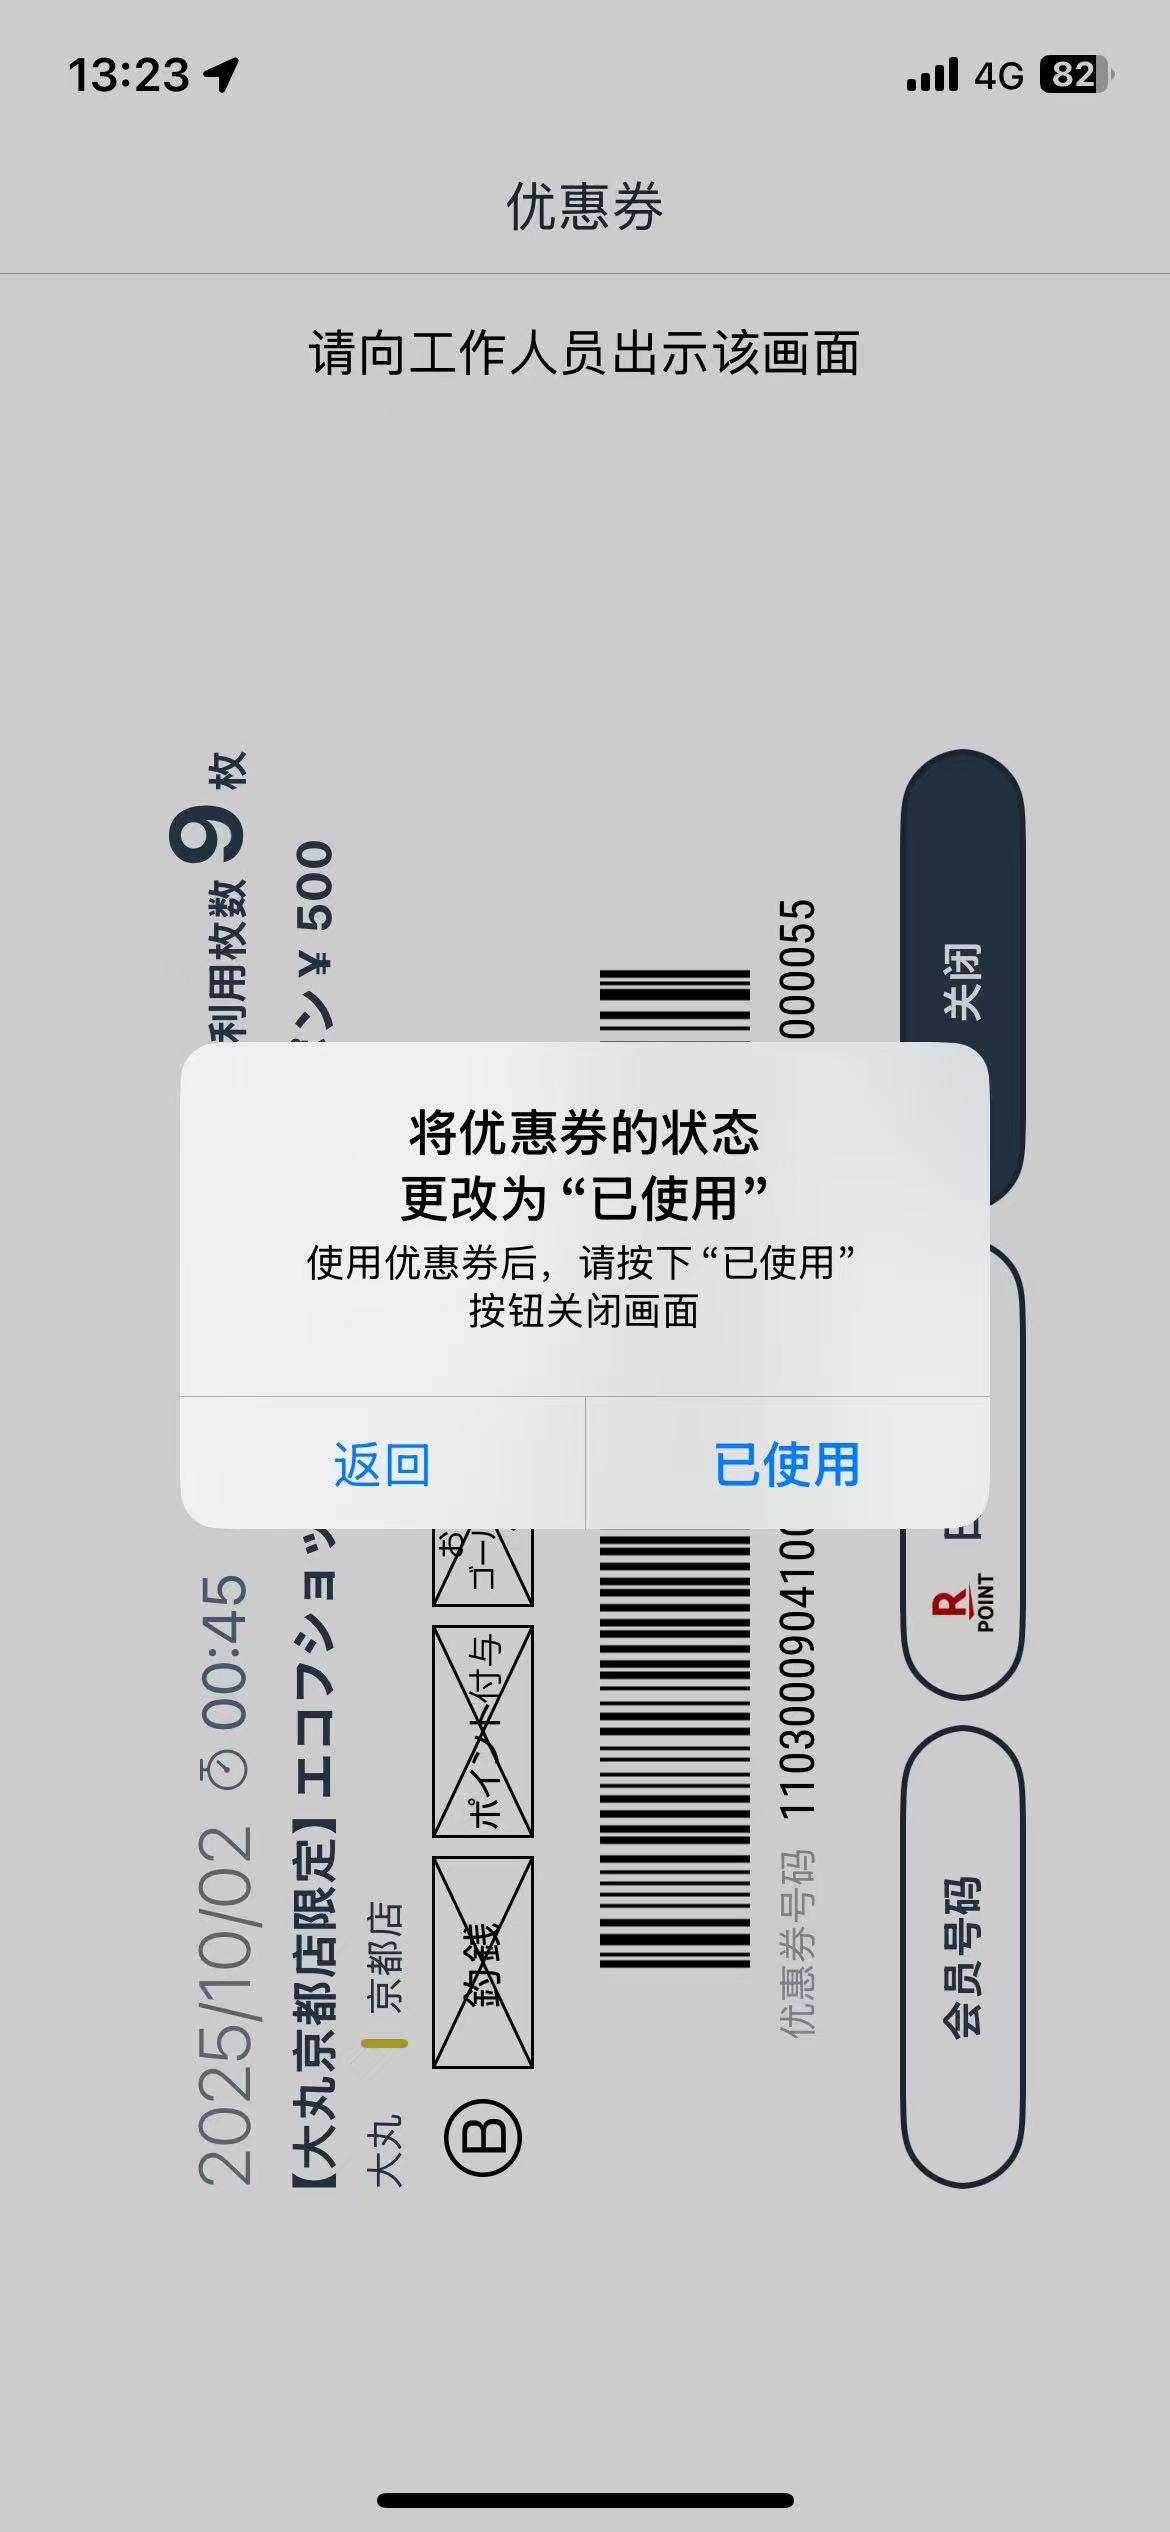 13:23
4G
82
优惠券
请向工作人员出示该画面
2025/10/02 00:45
利用枚数 9 枚
【大丸京都店限定】エコフショッ
ン ¥ 500
大丸 京都店
B
釣銭
ポイント付与
お
ゴー
优惠券号码 11030009041
000055
将优惠券的状态
更改为“已使用”
使用优惠券后，请按下“已使用”
按钮关闭画面
返回
已使用
会员号码
R
POINT
关闭